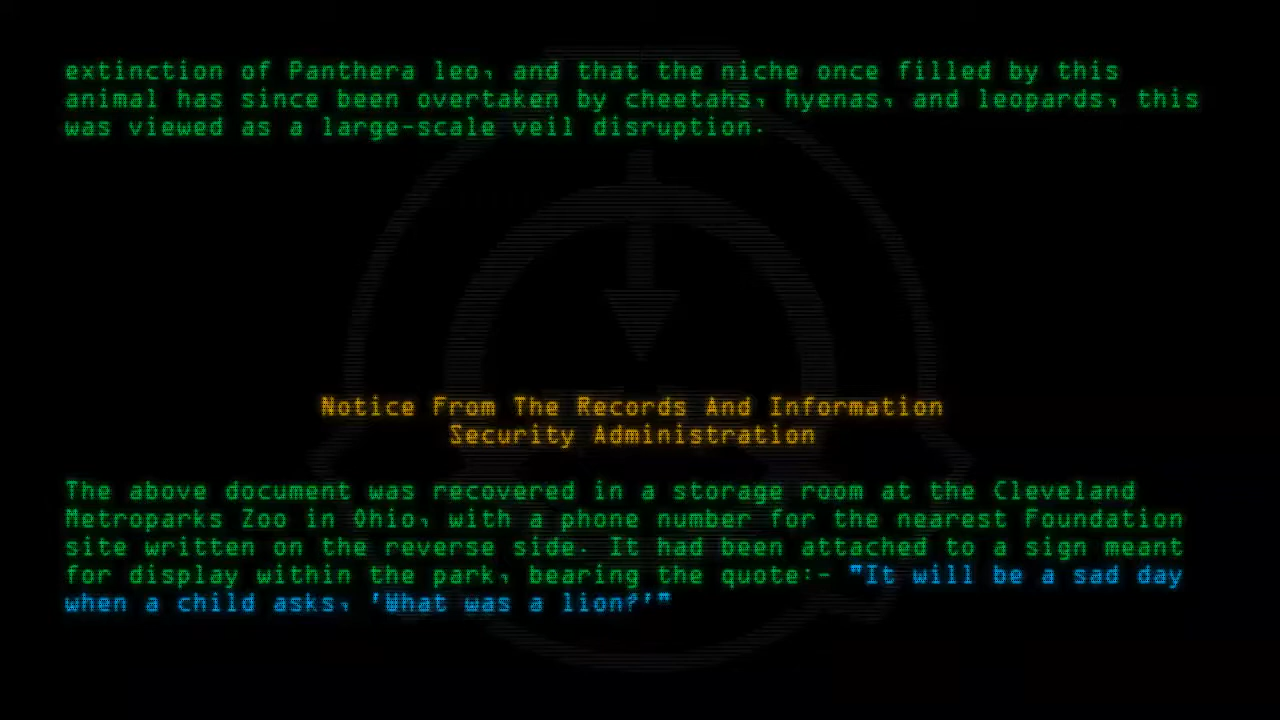 extinction of Panthera leo, and that the niche once filled by this
animal has since been overtaken by cheetahs, hyenas, and leopards, this
was viewed as a large-scale veil disruption.
Notice From The Records And Information
Security Administration
The above document was recovered in a storage room at the Cleveland
Metroparks Zoo in Ohio, with a phone number for the nearest Foundation
site written on the reverse side. It had been attached to a sign meant
for display within the park, bearing the quote:- "It will be a sad day
when a child asks, 'What was a lion?'"